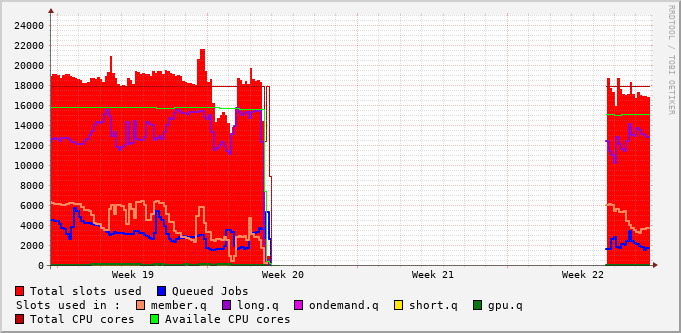 24000
22000
20000
18000
16000
14000
12000
10000
8000
6000
4000
2000
0
Week 19 Week 20 Week 21 Week 22
Total slots used Queued Jobs
Slots used in : member.q long.q ondemand.q short.q gpu.q
Total CPU cores Availale CPU cores
RRDTOOL / TOBI OETIKER